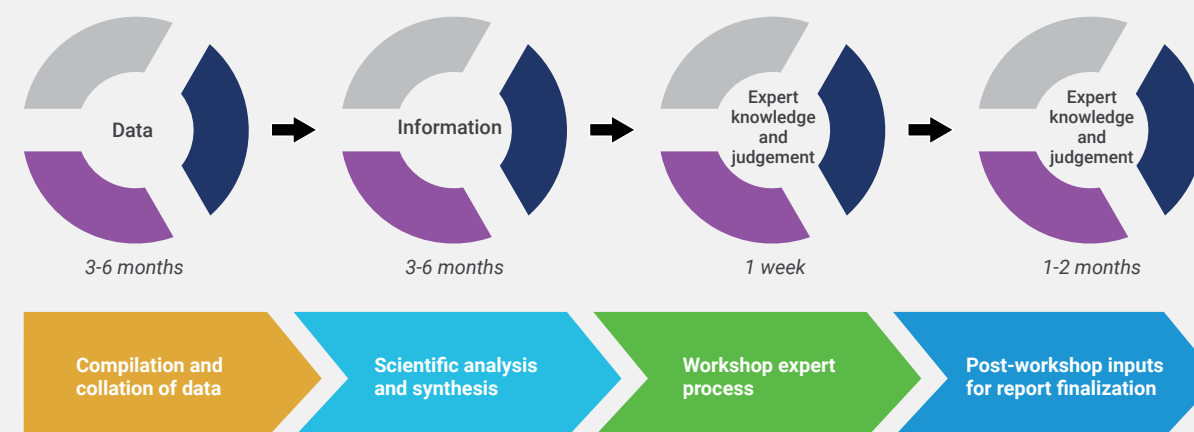 Data
Information
Expert
knowledge
and
judgement
Expert
knowledge
and
judgement
3-6 months
3-6 months
1 week
1-2 months
Compilation and
collation of data
Scientific analysis
and synthesis
Workshop expert
process
Post-workshop inputs
for report finalization